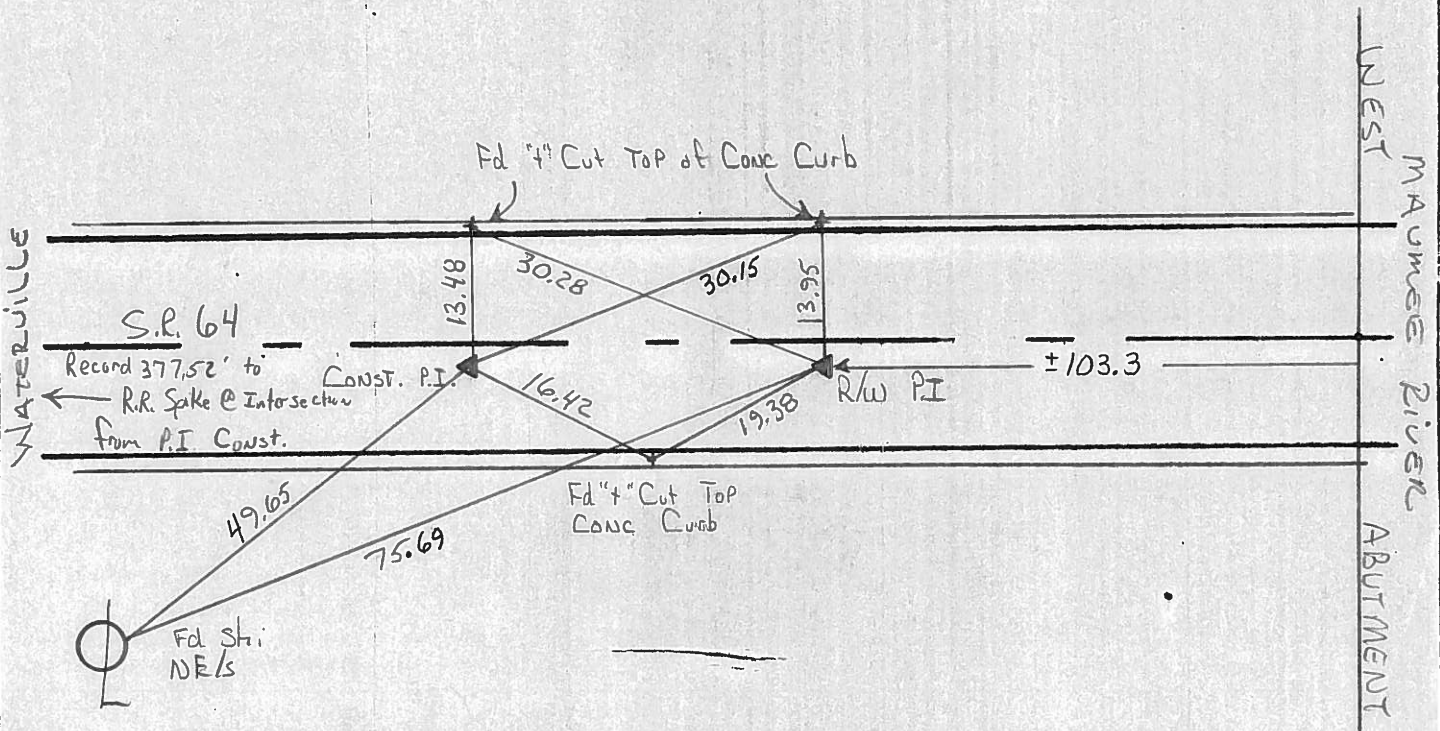 Fd "+" Cut Top of Conc Curb
WATERVILLE
S.R. 64
Record 377.52' to
R.R. Spike @ Intersection
from P.I Const.
13.48
30.28
30.15
13.95
CONST. P.I.
R/W P.I
±103.3
16.42
19.38
49.65
75.69
Fd "+" Cut Top
Conc Curb
Fd
NE/s
WEST
ABUTMENT
MAUMEE RIVER